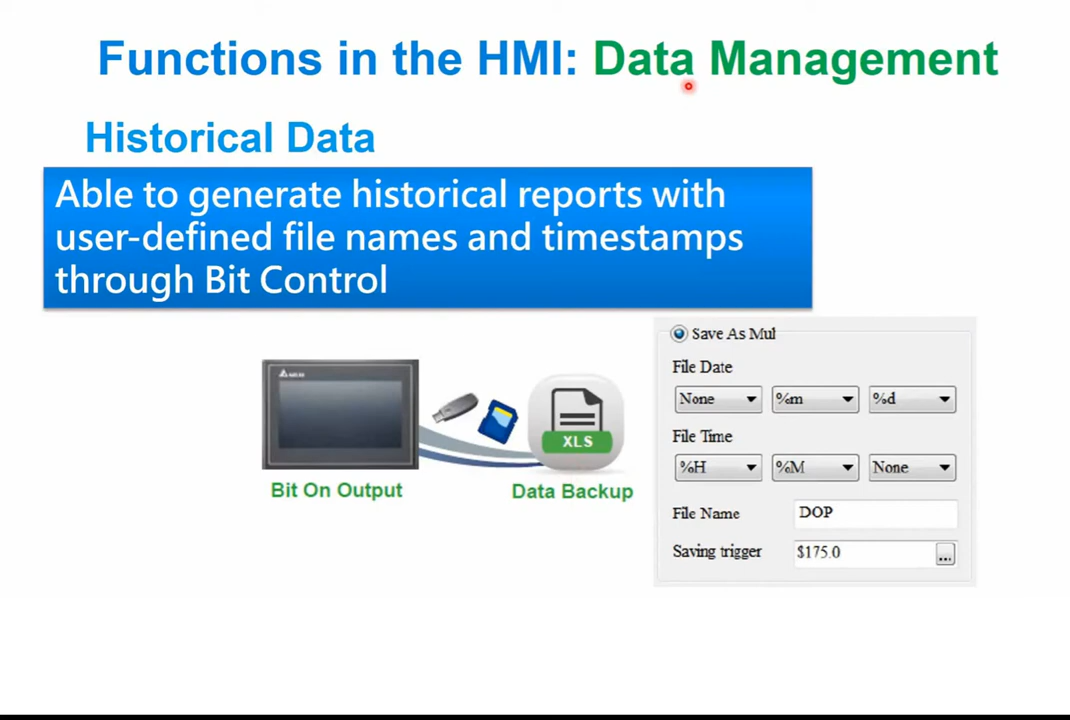 Functions in the HMI: Data Management
Historical Data
Able to generate historical reports with
user-defined file names and timestamps
through Bit Control
Save As Mul
File Date
None %m %d
File Time
%H %M None
File Name DOP
Saving trigger $175.0 ...
XLS
Bit On Output
Data Backup